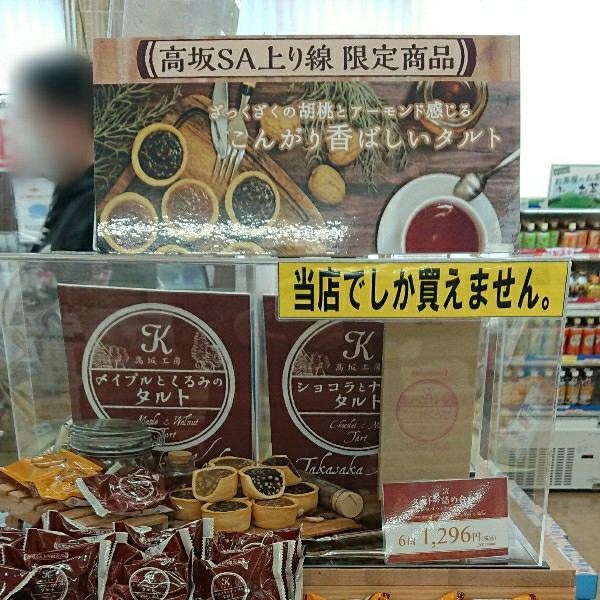 高坂SA上り線 限定商品
ざっくざくの胡桃とアーモンド感じる
こんがり香ばしいタルト
当店でしか買えません。
K
高坂工房
メイプルとくるみの
タルト
Maple & Walnut
Tart
K
高坂工房
ショコラとナ
タルト
Chocolat &
Tart
Takasaka
6個 1,296円(税込)
K